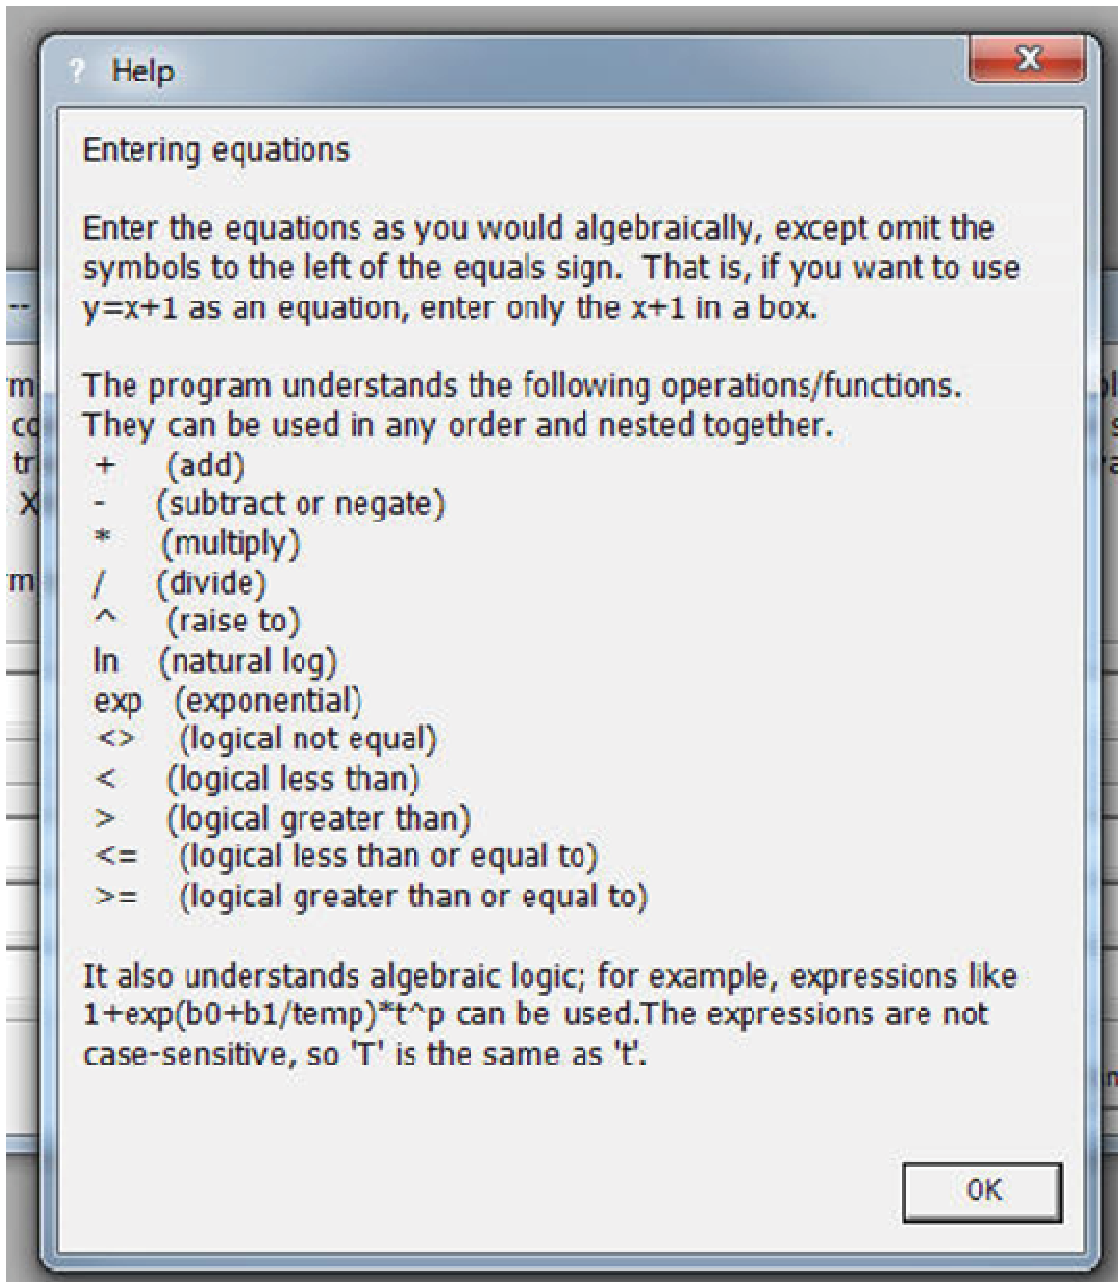 ? Help X
Entering equations
Enter the equations as you would algebraically, except omit the
symbols to the left of the equals sign.  That is, if you want to use
y=x+1 as an equation, enter only the x+1 in a box.
The program understands the following operations/functions.
They can be used in any order and nested together.
+ (add)
- (subtract or negate)
* (multiply)
/ (divide)
^ (raise to)
ln (natural log)
exp (exponential)
<> (logical not equal)
< (logical less than)
> (logical greater than)
<= (logical less than or equal to)
>= (logical greater than or equal to)
It also understands algebraic logic; for example, expressions like
1+exp(b0+b1/temp)*t^p can be used.The expressions are not
case-sensitive, so 'T' is the same as 't'.
OK